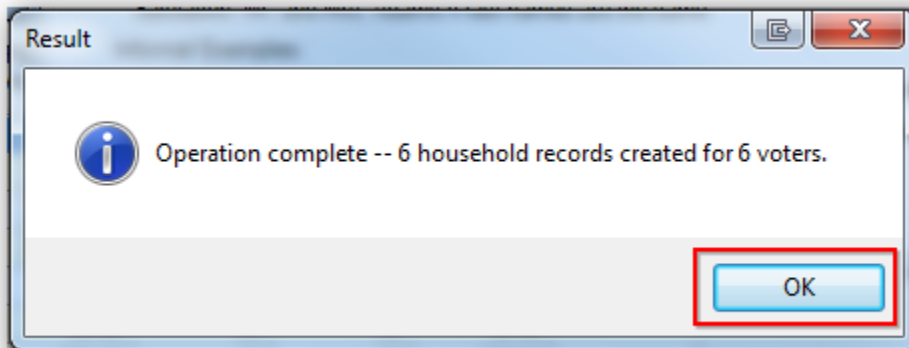 Result
Operation complete -- 6 household records created for 6 voters.
OK